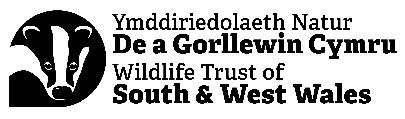 Ymddiriedolaeth Natur
De a Gorllewin Cymru
Wildlife Trust of
South & West Wales